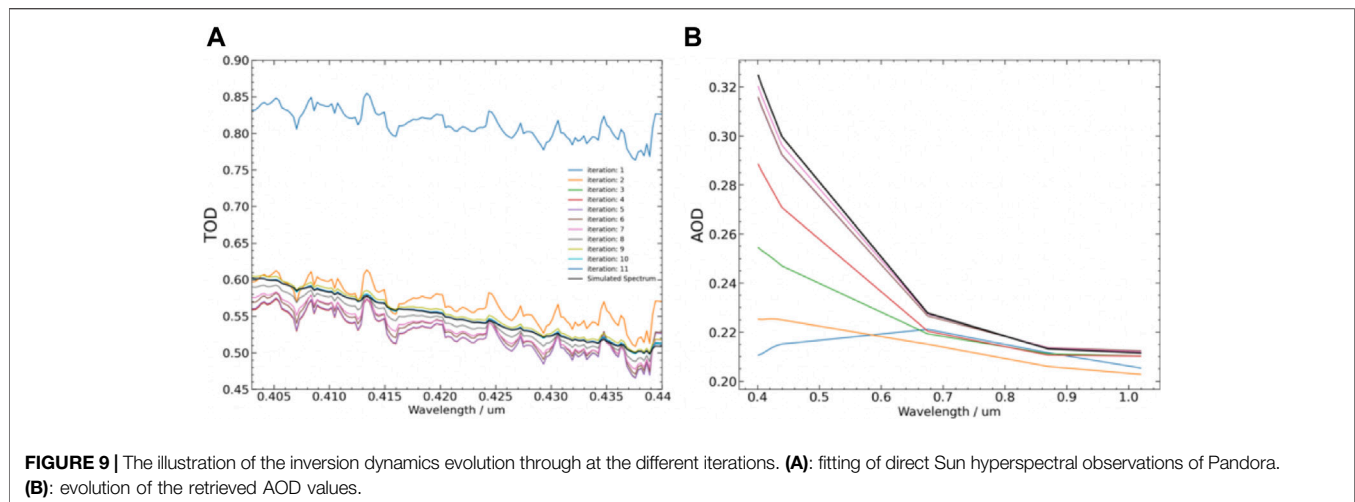 A
B
0.90
0.85
0.80
0.75
0.70
0.65
0.60
0.55
0.50
0.45
TOD
iteration: 1
iteration: 2
iteration: 3
iteration: 4
iteration: 5
iteration: 6
iteration: 7
iteration: 8
iteration: 9
iteration: 10
iteration: 11
Simulated Spectrum
0.405 0.410 0.415 0.420 0.425 0.430 0.435 0.44
Wavelength / um
0.32
0.30
0.28
0.26
0.24
0.22
0.20
AOD
0.4 0.5 0.6 0.7 0.8 0.9 1.0
Wavelength / um
FIGURE 9 | The illustration of the inversion dynamics evolution through at the different iterations. (A): fitting of direct Sun hyperspectral observations of Pandora.
(B): evolution of the retrieved AOD values.